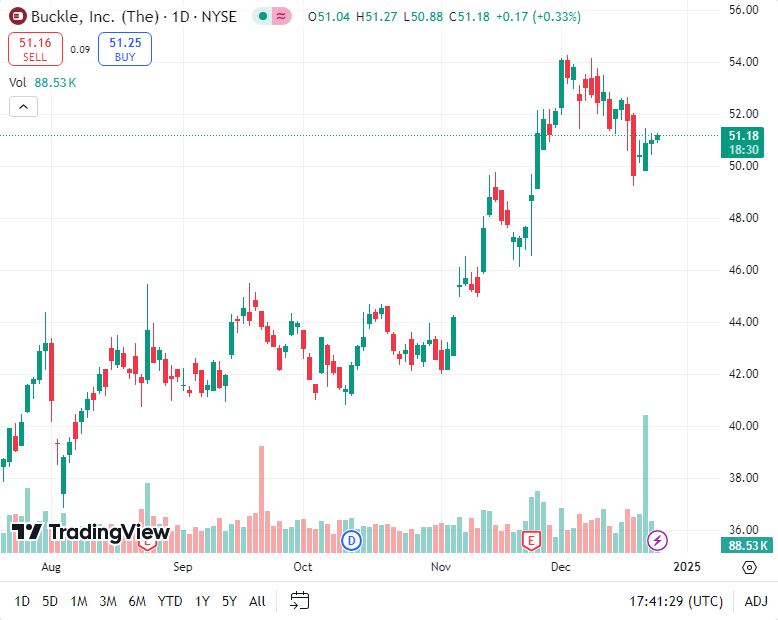 Buckle, Inc. (The) · 1D · NYSE ≈ O51.04 H51.27 L50.88 C51.18 +0.17 (+0.33%)
51.16 SELL 0.09 51.25 BUY
Vol 88.53 K
56.00
54.00
52.00
51.18
18:30
50.00
48.00
46.00
44.00
42.00
40.00
38.00
36.00
88.53 K
TradingView
E D E
Aug Sep Oct Nov Dec 2025
1D 5D 1M 3M 6M YTD 1Y 5Y All 17:41:29 (UTC) ADJ